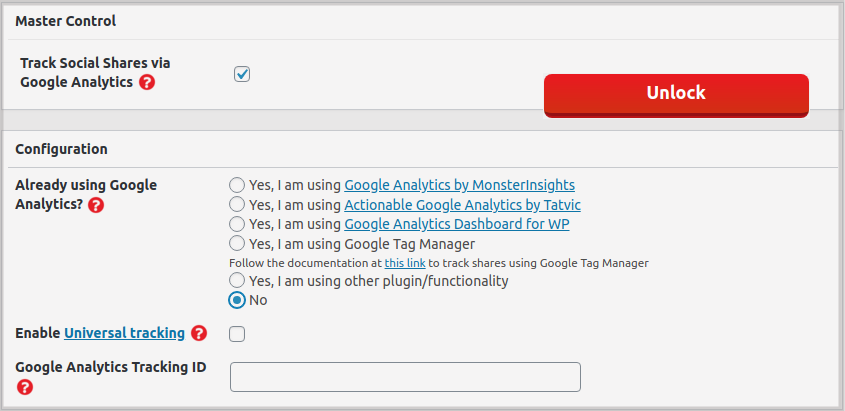 Master Control
Track Social Shares via
Google Analytics ?
Unlock
Configuration
Already using Google
Analytics? ?
Yes, I am using Google Analytics by MonsterInsights
Yes, I am using Actionable Google Analytics by Tatvic
Yes, I am using Google Analytics Dashboard for WP
Yes, I am using Google Tag Manager
Follow the documentation at this link to track shares using Google Tag Manager
Yes, I am using other plugin/functionality
No
Enable Universal tracking ?
Google Analytics Tracking ID
?